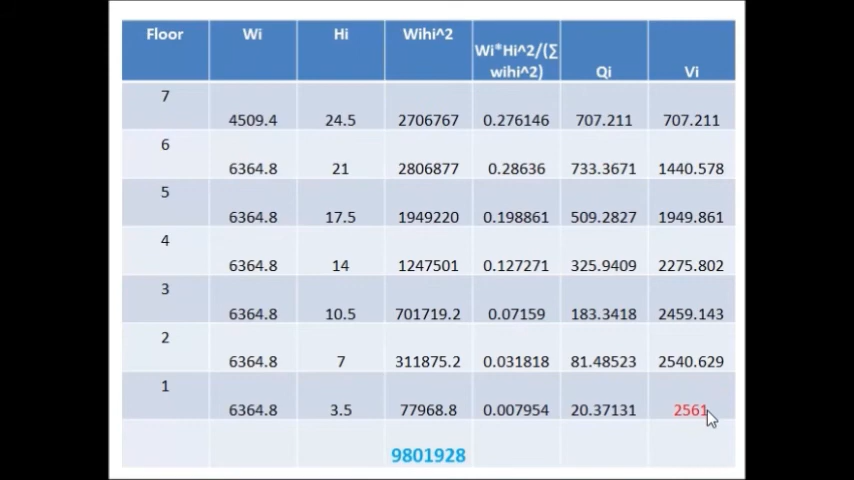 Floor Wi Hi Wihi^2 Wi*Hi^2/(∑ wihi^2) Qi Vi
7 4509.4 24.5 2706767 0.276146 707.211 707.211
6 6364.8 21 2806877 0.28636 733.3671 1440.578
5 6364.8 17.5 1949220 0.198861 509.2827 1949.861
4 6364.8 14 1247501 0.127271 325.9409 2275.802
3 6364.8 10.5 701719.2 0.07159 183.3418 2459.143
2 6364.8 7 311875.2 0.031818 81.48523 2540.629
1 6364.8 3.5 77968.8 0.007954 20.37131 2561
9801928